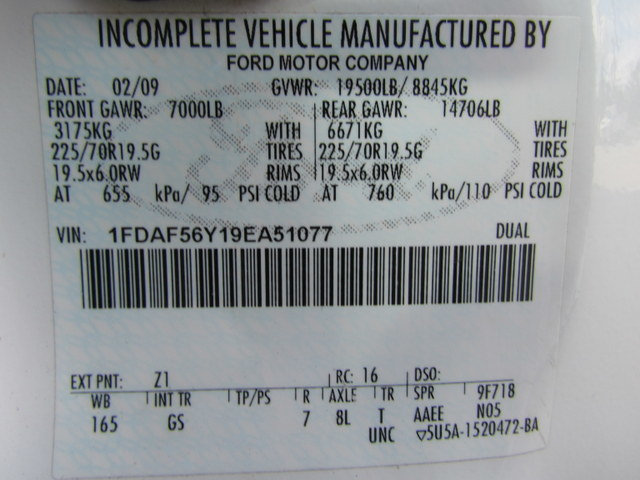 INCOMPLETE VEHICLE MANUFACTURED BY
FORD MOTOR COMPANY
DATE: 02/09 GVWR: 19500LB/ 8845KG
FRONT GAWR: 7000LB REAR GAWR: 14706LB
3175KG WITH 6671KG WITH
225/70R19.5G TIRES 225/70R19.5G TIRES
19.5x6.0RW RIMS 19.5x6.0RW RIMS
AT 655 kPa/ 95 PSI COLD AT 760 kPa/110 PSI COLD
VIN: 1FDAF56Y19EA51077 DUAL
EXT PNT: Z1 RC: 16 DSO:
WB INT TR TP/PS R AXLE TR SPR 9F718
165 GS 7 8L T AAEE N05
UNC ▽5U5A-1520472-BA